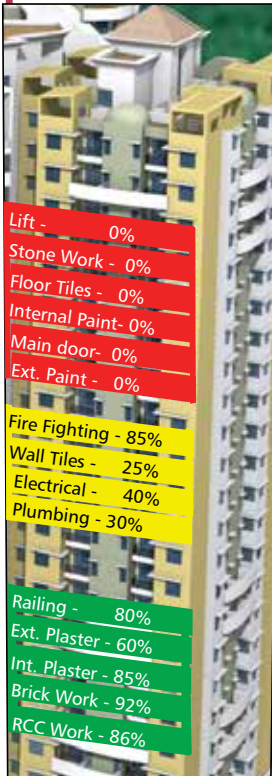 Lift - 0%
Stone Work - 0%
Floor Tiles - 0%
Internal Paint- 0%
Main door- 0%
Ext. Paint - 0%
Fire Fighting - 85%
Wall Tiles - 25%
Electrical - 40%
Plumbing - 30%
Railing - 80%
Ext. Plaster - 60%
Int. Plaster - 85%
Brick Work - 92%
RCC Work - 86%